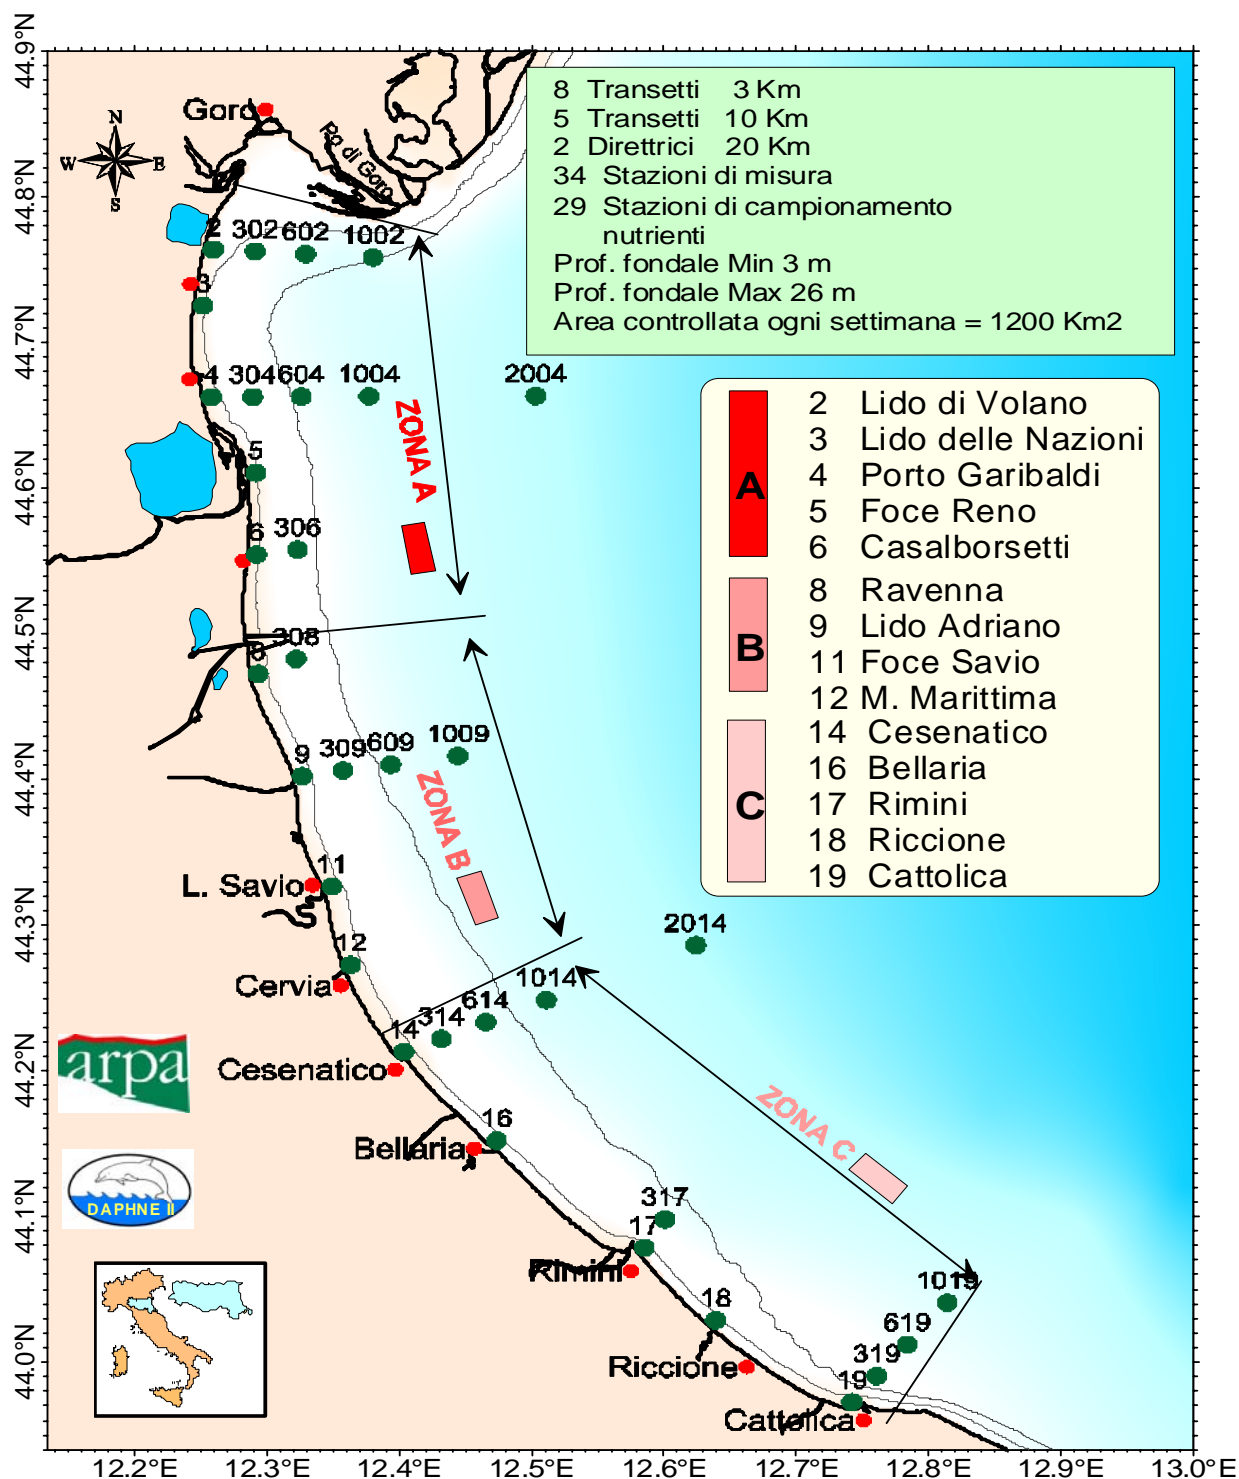 44.9°N
44.8°N
44.7°N
44.6°N
44.5°N
44.4°N
44.3°N
44.2°N
44.1°N
44.0°N
8 Transetti 3 Km
5 Transetti 10 Km
2 Direttrici 20 Km
34 Stazioni di misura
29 Stazioni di campionamento
nutrienti
Prof. fondale Min 3 m
Prof. fondale Max 26 m
Area controllata ogni settimana = 1200 Km2
Goro
N
W E
S
Po di Goro
2 302 602 1002
3
4 304 604 1004 2004
ZONA A
5
6 306
308
8
9 309 609 1009
ZONA B
L. Savio 11
Cervia 12
2014
14 314 614 1014
Cesenatico
Bellaria 16
ZONA C
17 317
Rimini
18
Riccione
19 319 619 1019
Cattolica
A
2 Lido di Volano
3 Lido delle Nazioni
4 Porto Garibaldi
5 Foce Reno
6 Casalborsetti
B
8 Ravenna
9 Lido Adriano
11 Foce Savio
12 M. Marittima
C
14 Cesenatico
16 Bellaria
17 Rimini
18 Riccione
19 Cattolica
arpa
DAPHNE II
12.2°E 12.3°E 12.4°E 12.5°E 12.6°E 12.7°E 12.8°E 12.9°E 13.0°E